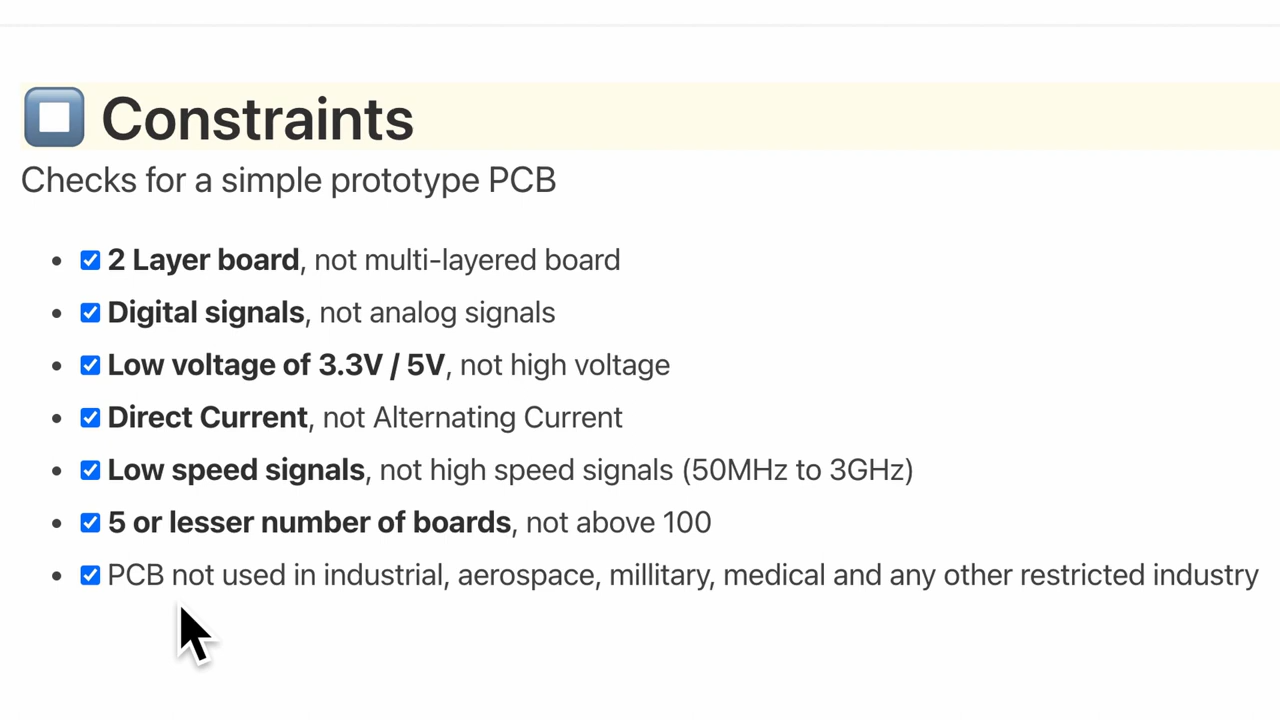 Constraints
Checks for a simple prototype PCB
2 Layer board, not multi-layered board
Digital signals, not analog signals
Low voltage of 3.3V / 5V, not high voltage
Direct Current, not Alternating Current
Low speed signals, not high speed signals (50MHz to 3GHz)
5 or lesser number of boards, not above 100
PCB not used in industrial, aerospace, millitary, medical and any other restricted industry